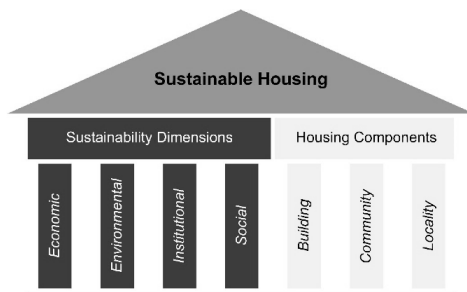 Sustainable Housing
Sustainability Dimensions
Housing Components
Economic
Environmental
Institutional
Social
Building
Community
Locality